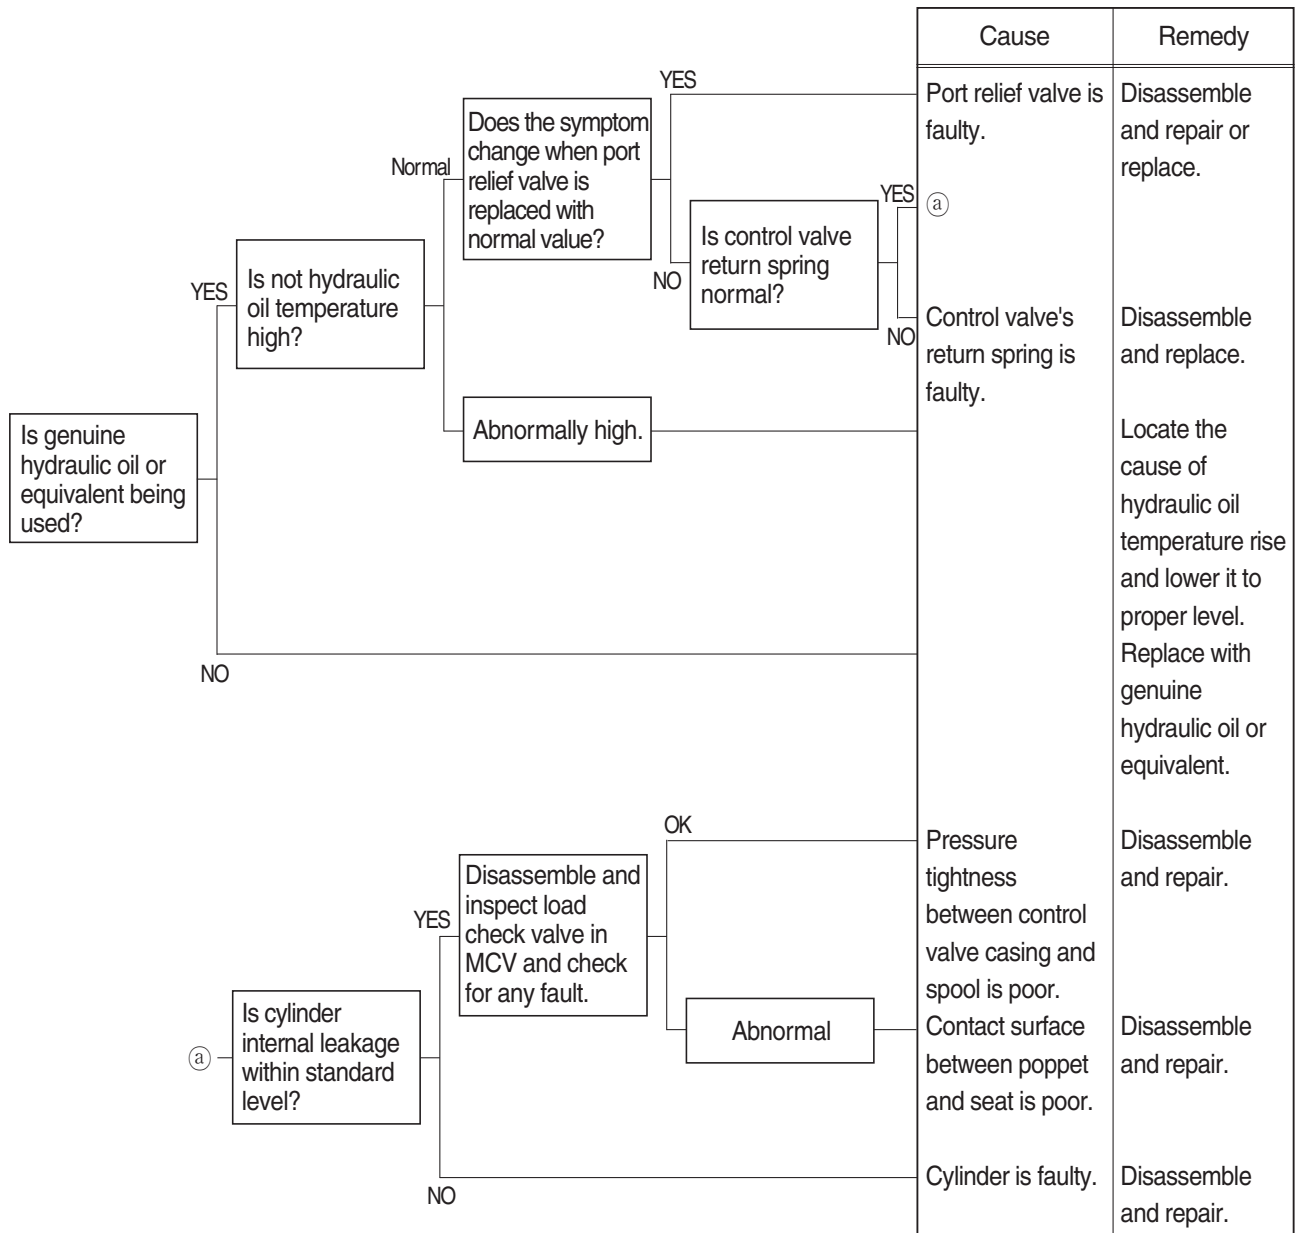 Cause
Remedy
YES
Port relief valve is
faulty.
Disassemble
and repair or
replace.
Does the symptom
change when port
relief valve is
replaced with
normal value?
Normal
YES
ⓐ
Is control valve
return spring
normal?
NO
Is not hydraulic
oil temperature
high?
YES
NO
Control valve's
return spring is
faulty.
Disassemble
and replace.
Abnormally high.
Locate the
cause of
hydraulic oil
temperature rise
and lower it to
proper level.
Is genuine
hydraulic oil or
equivalent being
used?
NO
Replace with
genuine
hydraulic oil or
equivalent.
OK
Pressure
tightness
between control
valve casing and
spool is poor.
Disassemble
and repair.
Disassemble and
inspect load
check valve in
MCV and check
for any fault.
YES
Abnormal
Contact surface
between poppet
and seat is poor.
Disassemble
and repair.
ⓐ
Is cylinder
internal leakage
within standard
level?
NO
Cylinder is faulty.
Disassemble
and repair.